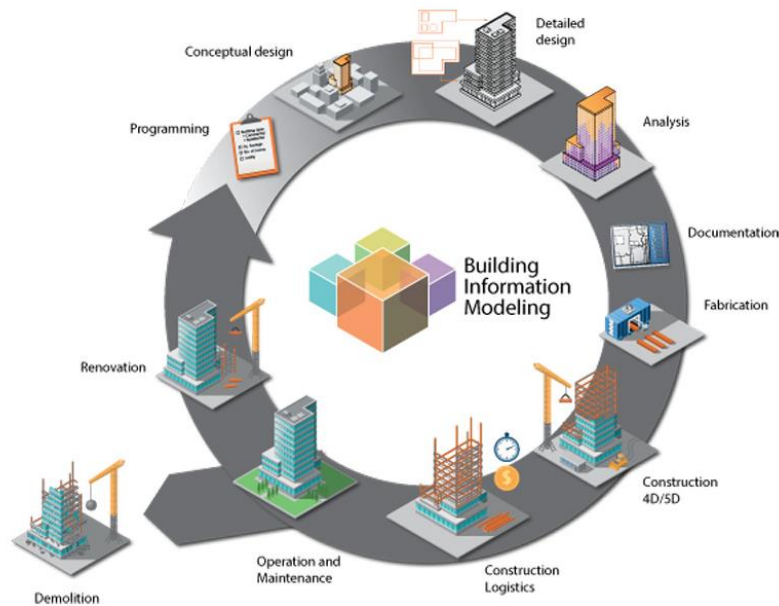 Detailed
design
Conceptual design
Programming
Analysis
Documentation
Fabrication
Building
Information
Modeling
Renovation
Construction
4D/5D
Construction
Logistics
Operation and
Maintenance
Demolition
$